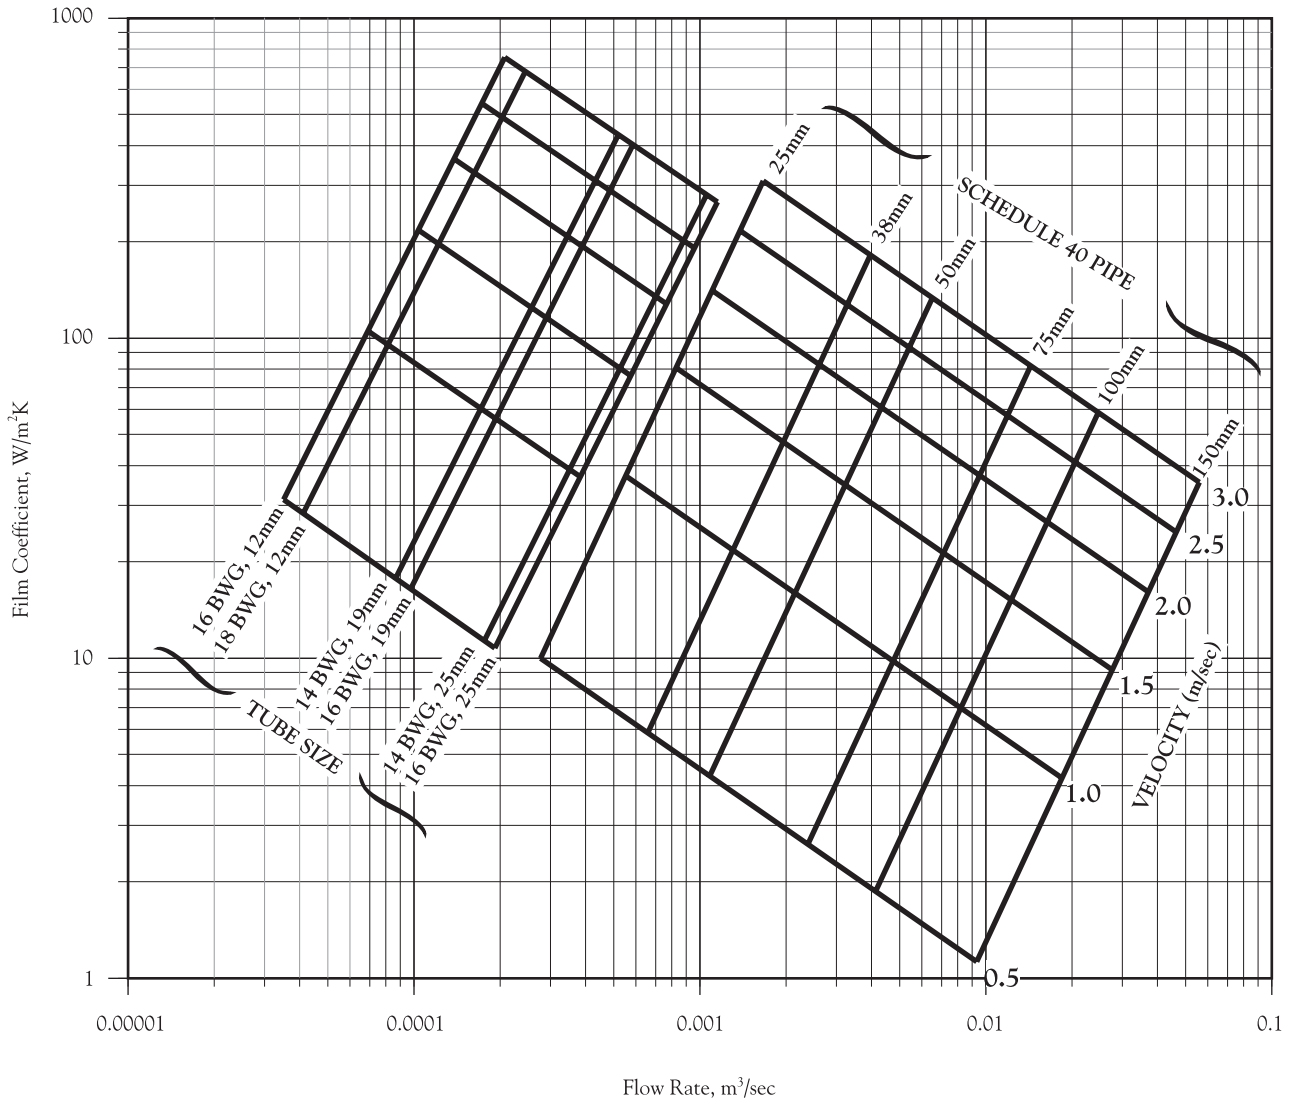 1000
100
10
1
Film Coefficient, W/m²K
0.00001
0.0001
0.001
0.01
0.1
Flow Rate, m³/sec
25mm
38mm
50mm
75mm
100mm
150mm
SCHEDULE 40 PIPE
3.0
2.5
2.0
1.5
1.0
0.5
VELOCITY (m/sec)
16 BWG, 12mm
18 BWG, 12mm
14 BWG, 19mm
16 BWG, 19mm
14 BWG, 25mm
16 BWG, 25mm
TUBE SIZE